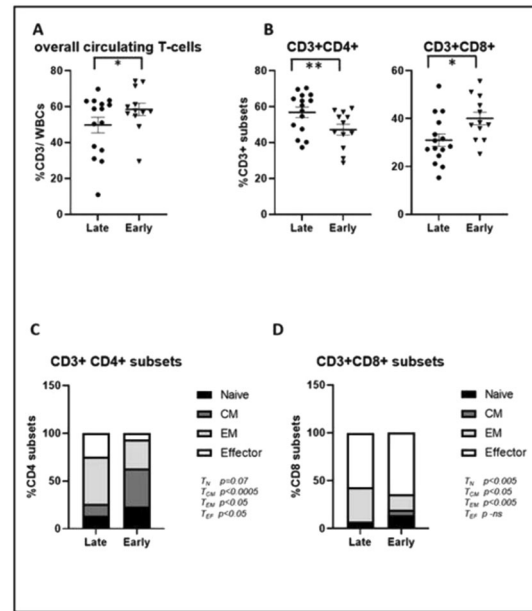 A
overall circulating T-cells
*
%CD3/ WBCs
80
60
40
20
0
Late Early
B
CD3+CD4+
**
%CD3+ subsets
80
60
40
20
0
Late Early
CD3+CD8+
*
60
40
20
0
Late Early
C
CD3+ CD4+ subsets
%CD4 subsets
150
100
50
0
Late Early
Naive
CM
EM
Effector
TN p=0.07
TCM p<0.0005
TEM p<0.05
TEF p<0.05
D
CD3+CD8+ subsets
%CD8 subsets
150
100
50
0
Late Early
Naive
CM
EM
Effector
TN p<0.005
TCM p<0.05
TEM p<0.005
TEF p -ns